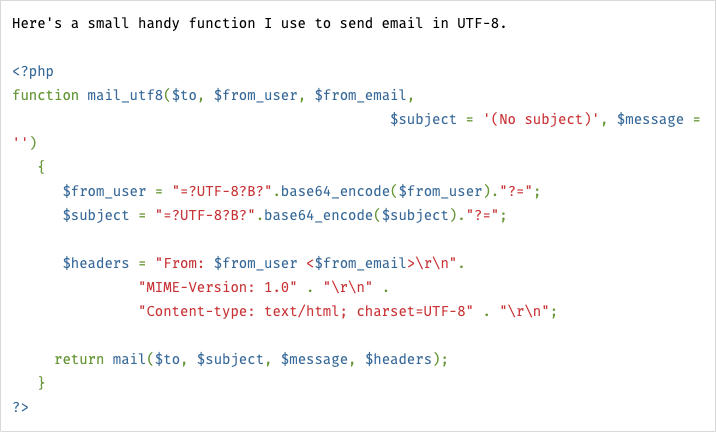 Here's a small handy function I use to send email in UTF-8.
<?php
function mail_utf8($to, $from_user, $from_email,
$subject = '(No subject)', $message =
'')
{
$from_user = "=?UTF-8?B?".base64_encode($from_user)."?=";
$subject = "=?UTF-8?B?".base64_encode($subject)."?=";
$headers = "From: $from_user <$from_email>\r\n".
"MIME-Version: 1.0" . "\r\n" .
"Content-type: text/html; charset=UTF-8" . "\r\n";
return mail($to, $subject, $message, $headers);
}
?>